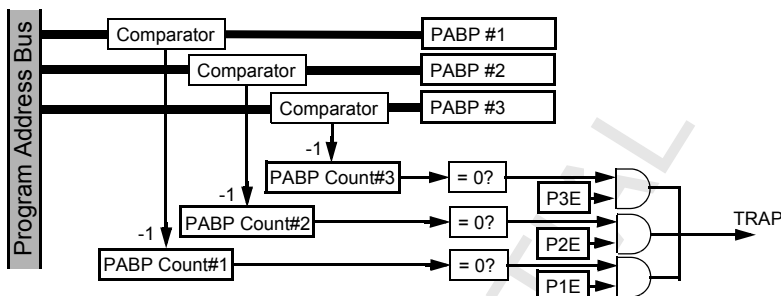 Program Address Bus
Comparator
PABP #1
Comparator
PABP #2
Comparator
PABP #3
-1
PABP Count#3
= 0?
P3E
-1
PABP Count#2
= 0?
P2E
TRAP
-1
PABP Count#1
= 0?
P1E